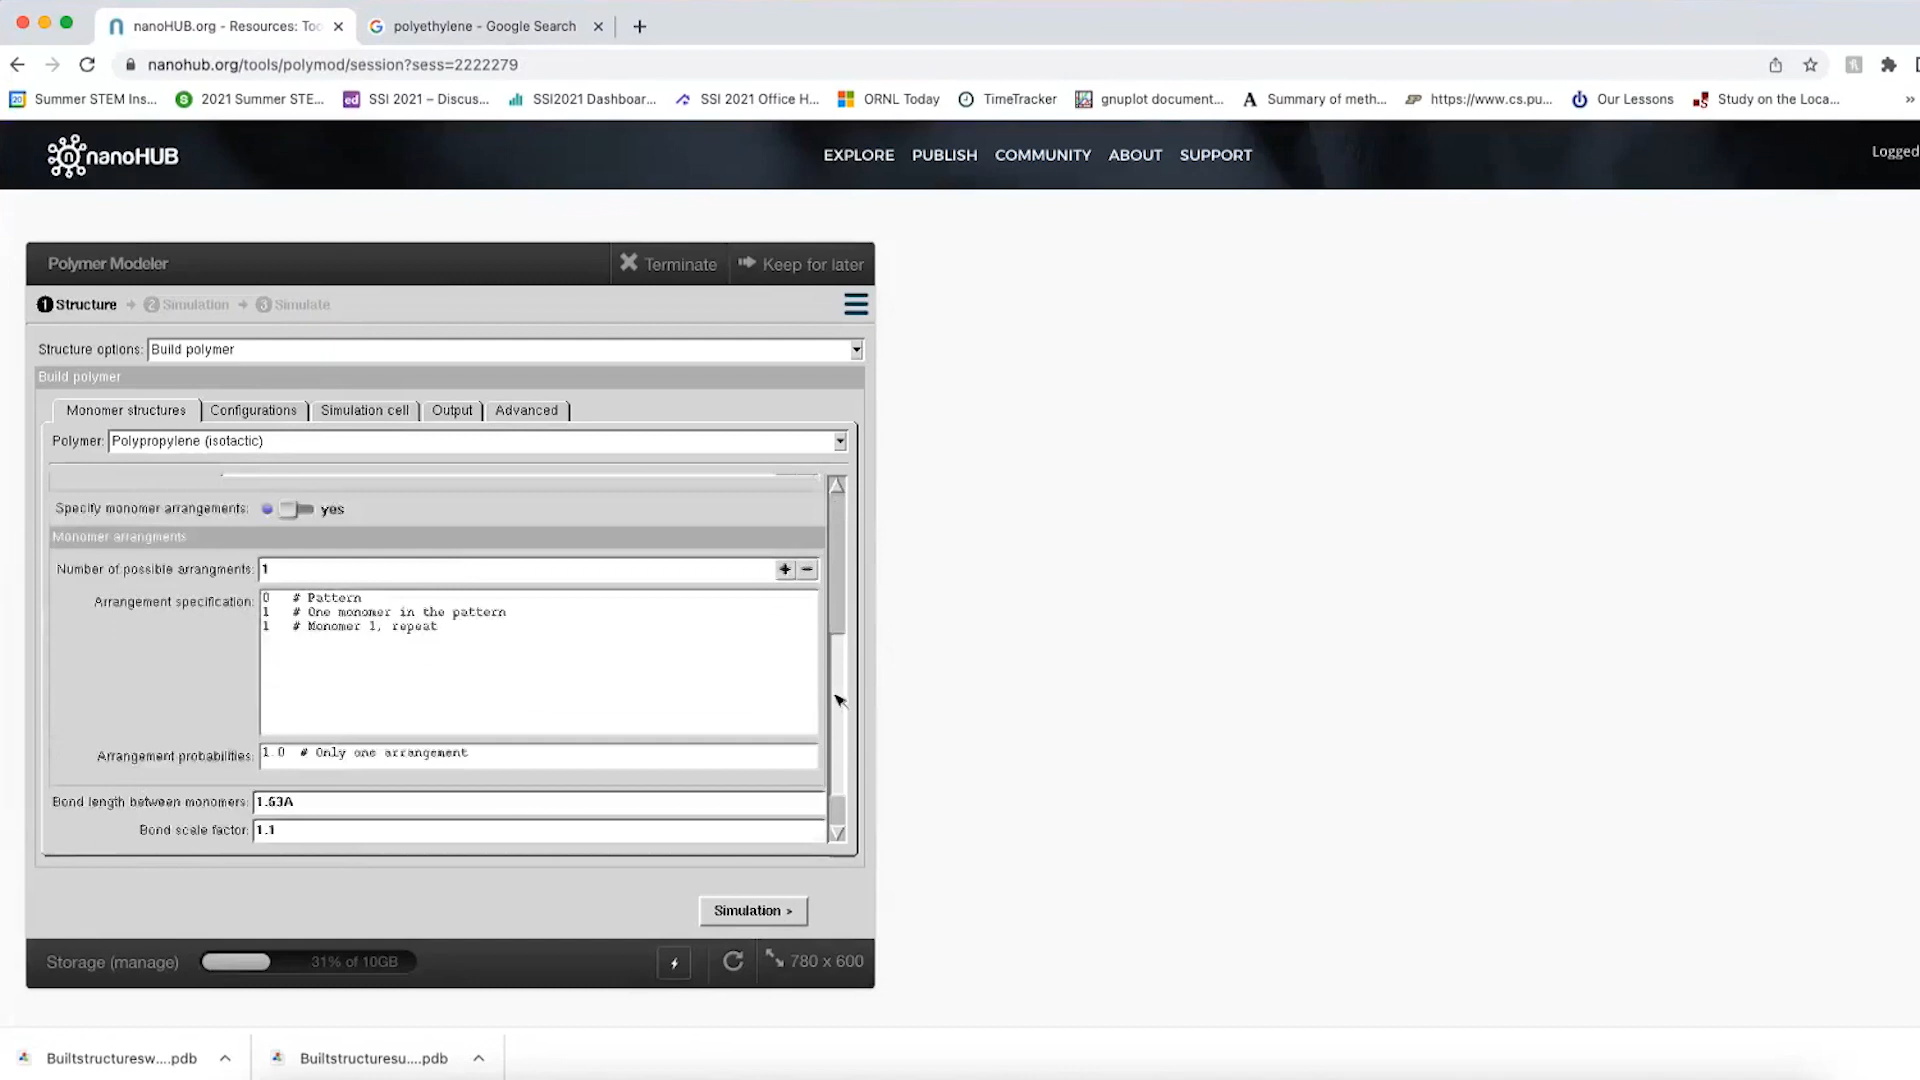 nanoHUB.org - Resources: Too
polyethylene - Google Search
nanohub.org/tools/polymod/session?sess=2222279
Summer STEM Ins...
2021 Summer STE...
SSI 2021 – Discus...
SSI2021 Dashboar...
SSI 2021 Office H...
ORNL Today
TimeTracker
gnuplot document...
Summary of meth...
https://www.cs.pu...
Our Lessons
Study on the Loca...
»
nanoHUB
EXPLORE PUBLISH COMMUNITY ABOUT SUPPORT
Logged
Polymer Modeler
Terminate
Keep for later
1 Structure → 2 Simulation → 3 Simulate
Structure options: Build polymer
Build polymer
Monomer structures Configurations Simulation cell Output Advanced
Polymer: Polypropylene (isotactic)
Specify monomer arrangements: yes
Monomer arrangments
Number of possible arrangments: 1
Arrangement specification: 0 # Pattern
1 # One monomer in the pattern
1 # Monomer 1, repeat
Arrangement probabilities: 1.0 # Only one arrangement
Bond length between monomers: 1.53A
Bond scale factor: 1.1
Simulation >
Storage (manage) 31% of 10GB
780 x 600
Builtstructuresw....pdb
Builtstructuresu....pdb